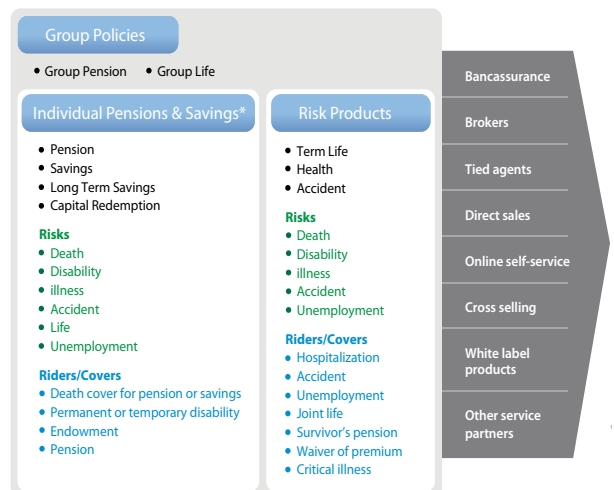 Group Policies
• Group Pension • Group Life
Individual Pensions & Savings*
• Pension
• Savings
• Long Term Savings
• Capital Redemption
Risks
• Death
• Disability
• illness
• Accident
• Life
• Unemployment
Riders/Covers
• Death cover for pension or savings
• Permanent or temporary disability
• Endowment
• Pension
Risk Products
• Term Life
• Health
• Accident
Risks
• Death
• Disability
• illness
• Accident
• Unemployment
Riders/Covers
• Hospitalization
• Accident
• Unemployment
• Joint life
• Survivor's pension
• Waiver of premium
• Critical illness
Bancassurance
Brokers
Tied agents
Direct sales
Online self-service
Cross selling
White label
products
Other service
partners